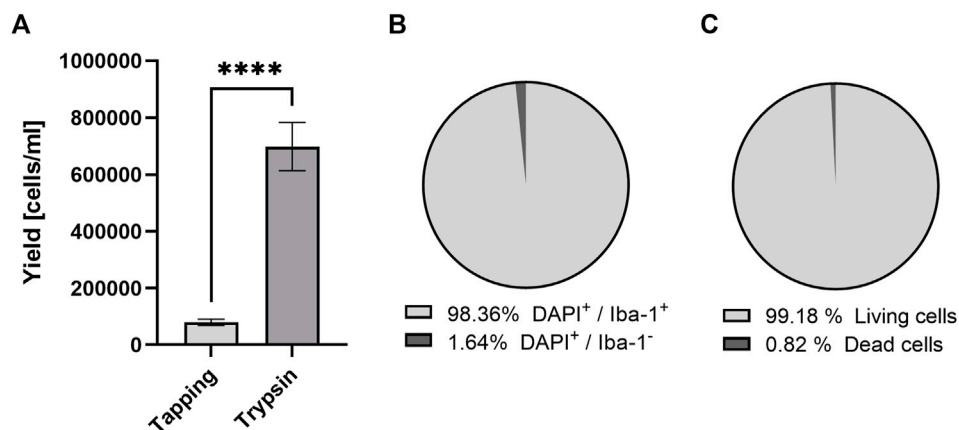 A
B
C
****
Yield [cells/ml]
1000000
800000
600000
400000
200000
0
Tapping
Trypsin
98.36% DAPI⁺ / Iba-1⁺
1.64% DAPI⁺ / Iba-1⁻
99.18 % Living cells
0.82 % Dead cells